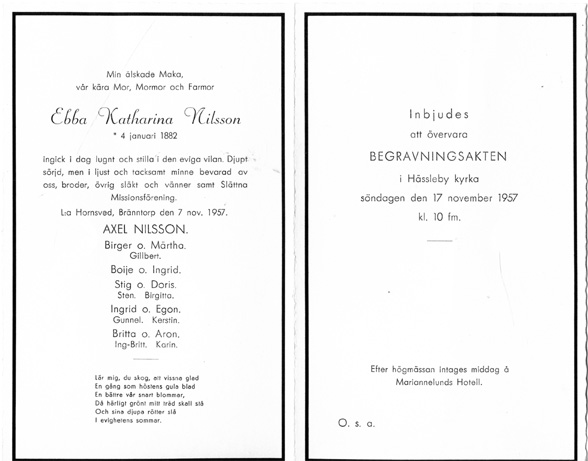 Min älskade Maka,
vår kära Mor, Mormor och Farmor
Ebba Katharina Nilsson
* 4 januari 1882
ingick i dag lugnt och stilla i den eviga vilan. Djupt
sörjd, men i ljust och tacksamt minne bevarad av
oss, broder, övrig släkt och vänner samt Slättna
Missionsförening.
L:a Hornsved, Bränntorp den 7 nov. 1957.
AXEL NILSSON.
Birger o. Märtha.
Gillbert.
Boije o. Ingrid.
Stig o. Doris.
Sten. Birgitta.
Ingrid o. Egon.
Gunnel. Kerstin.
Britta o. Aron.
Ing-Britt. Karin.
Lär mig, du skog, att vissna glad
En gång som höstens gula blad
En bättre vår snart blommar,
Då härligt grönt mitt träd skall stå
Och sina djupa rötter slå
I evighetens sommar.
Inbjudes
att övervara
BEGRAVNINGSAKTEN
i Hässleby kyrka
söndagen den 17 november 1957
kl. 10 fm.
Efter högmässan intages middag å
Mariannelunds Hotell.
O. s. a.